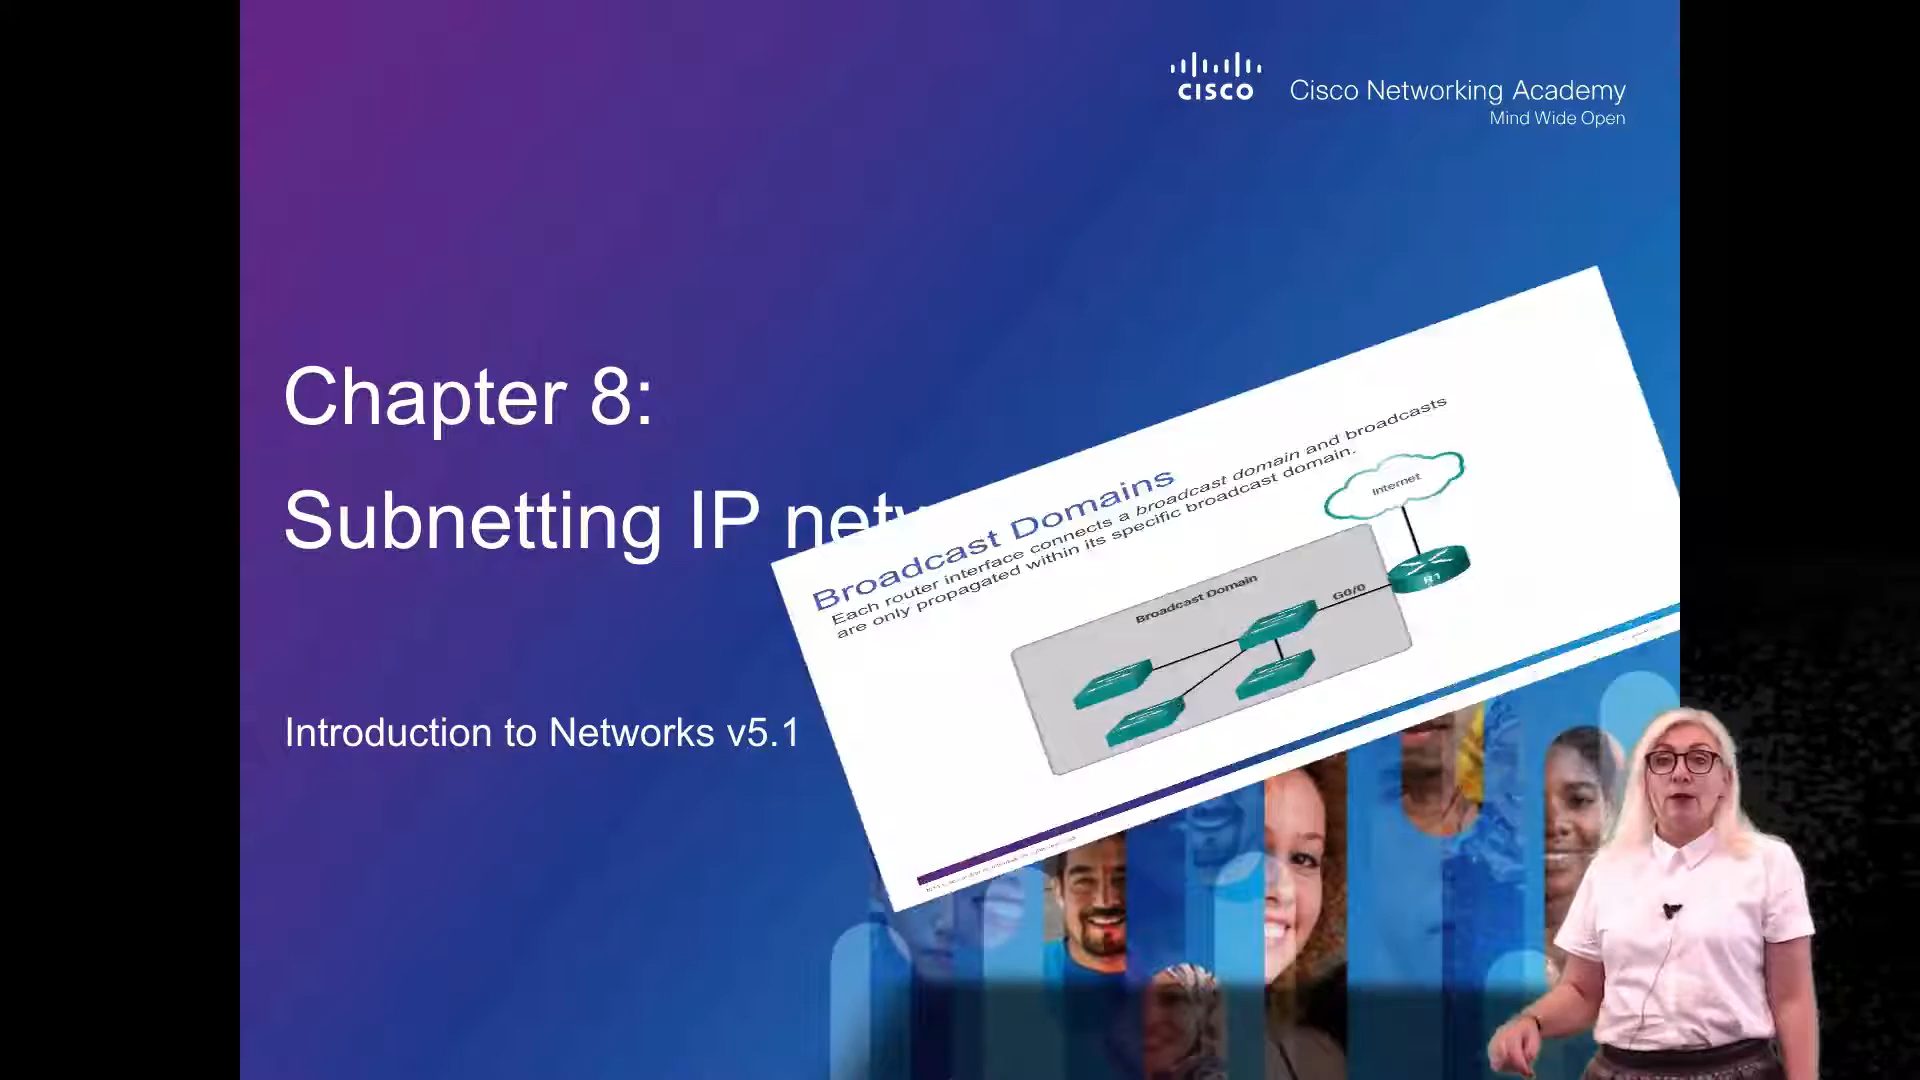 CISCO
Cisco Networking Academy
Mind Wide Open
Chapter 8:
Subnetting IP
Broadcast Domains
Each router interface connects a broadcast domain and broadcasts
are only propagated within its specific broadcast domain.
Internet
R1
G0/0
Broadcast Domain
Introduction to Networks v5.1